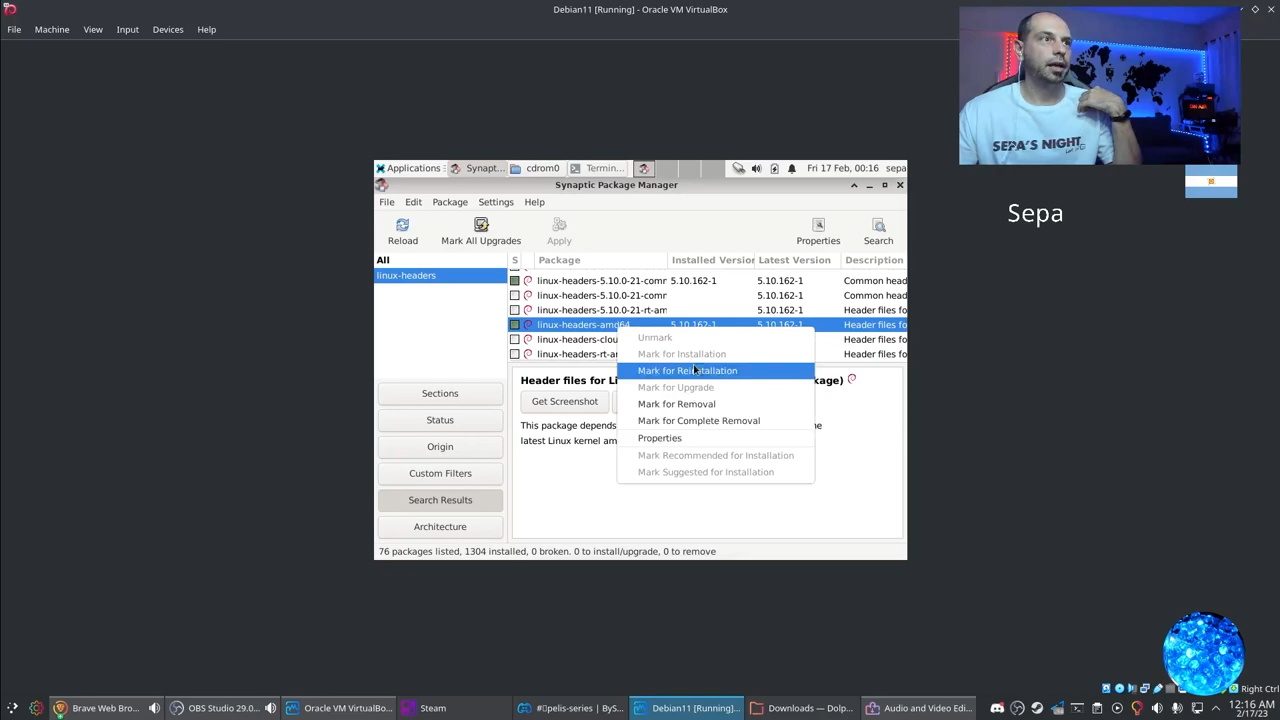 Debian11 [Running] - Oracle VM VirtualBox
File Machine View Input Devices Help
SEPA'S NIGHT
Sepa
Applications Synapt... cdrom0 Termin... Fri 17 Feb, 00:16 sepa
Synaptic Package Manager
File Edit Package Settings Help
Reload Mark All Upgrades Apply Properties Search
All S Package Installed Version Latest Version Description
linux-headers
linux-headers-5.10.0-21-comm 5.10.162-1 5.10.162-1 Common head
linux-headers-5.10.0-21-comm 5.10.162-1 Common head
linux-headers-5.10.0-21-rt-am 5.10.162-1 Header files fo
linux-headers-amd64 5.10.162-1 5.10.162-1 Header files fo
linux-headers-clou Header files fo
linux-headers-rt-a Header files fo
Unmark
Mark for Installation
Mark for Reinstallation
Mark for Upgrade
Mark for Removal
Mark for Complete Removal
Properties
Mark Recommended for Installation
Mark Suggested for Installation
Header files for Li kage)
Get Screenshot
This package depends e
latest Linux kernel am
Sections
Status
Origin
Custom Filters
Search Results
Architecture
76 packages listed, 1304 installed, 0 broken. 0 to install/upgrade, 0 to remove
Right Ctrl
Brave Web Brow... OBS Studio 29.0... Oracle VM VirtualBo... Steam Debian11 [Running]... Downloads — Dolp... Audio and Video Edi...
12:16 AM
2/17/23